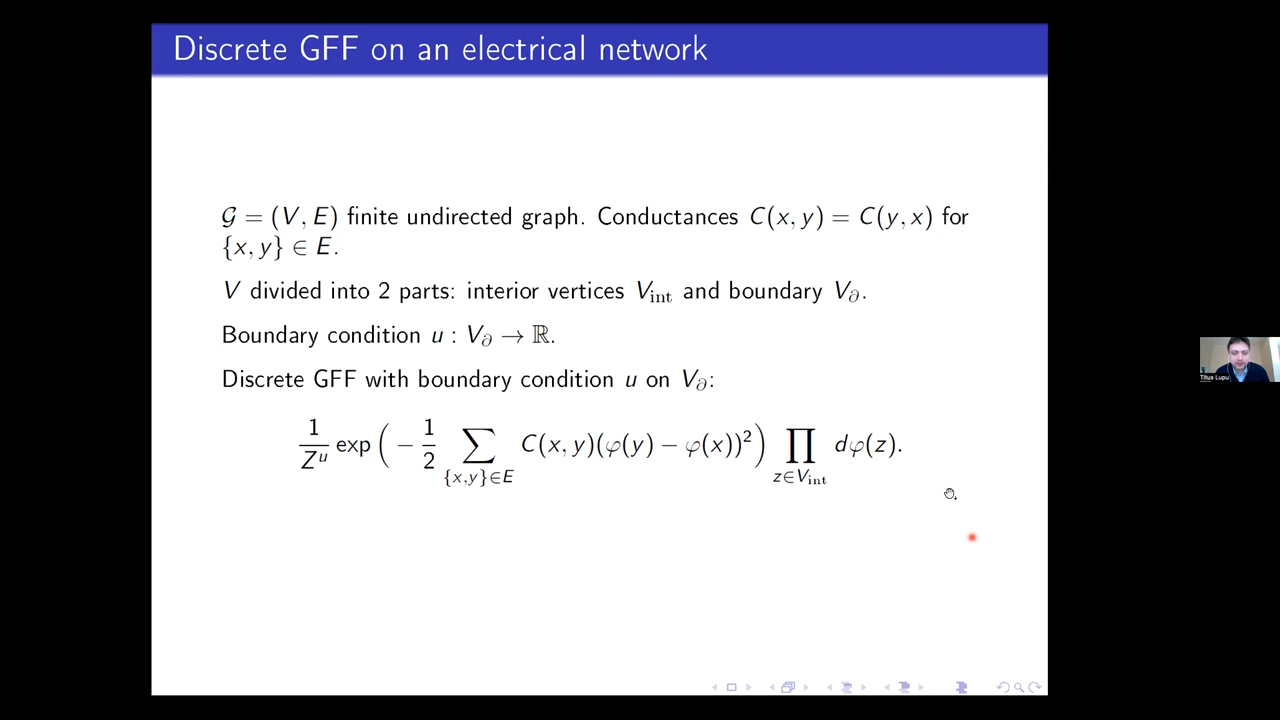 Discrete GFF on an electrical network
𝒢 = (V, E) finite undirected graph. Conductances C(x, y) = C(y, x) for
{x, y} ∈ E.
V divided into 2 parts: interior vertices V_int and boundary V_∂.
Boundary condition u : V_∂ → ℝ.
Discrete GFF with boundary condition u on V_∂:
1/Z^u exp ( − 1/2 ∑_{{x,y}∈E} C(x, y)(φ(y) − φ(x))² ) ∏_{z∈V_int} dφ(z).
Titus Lupu